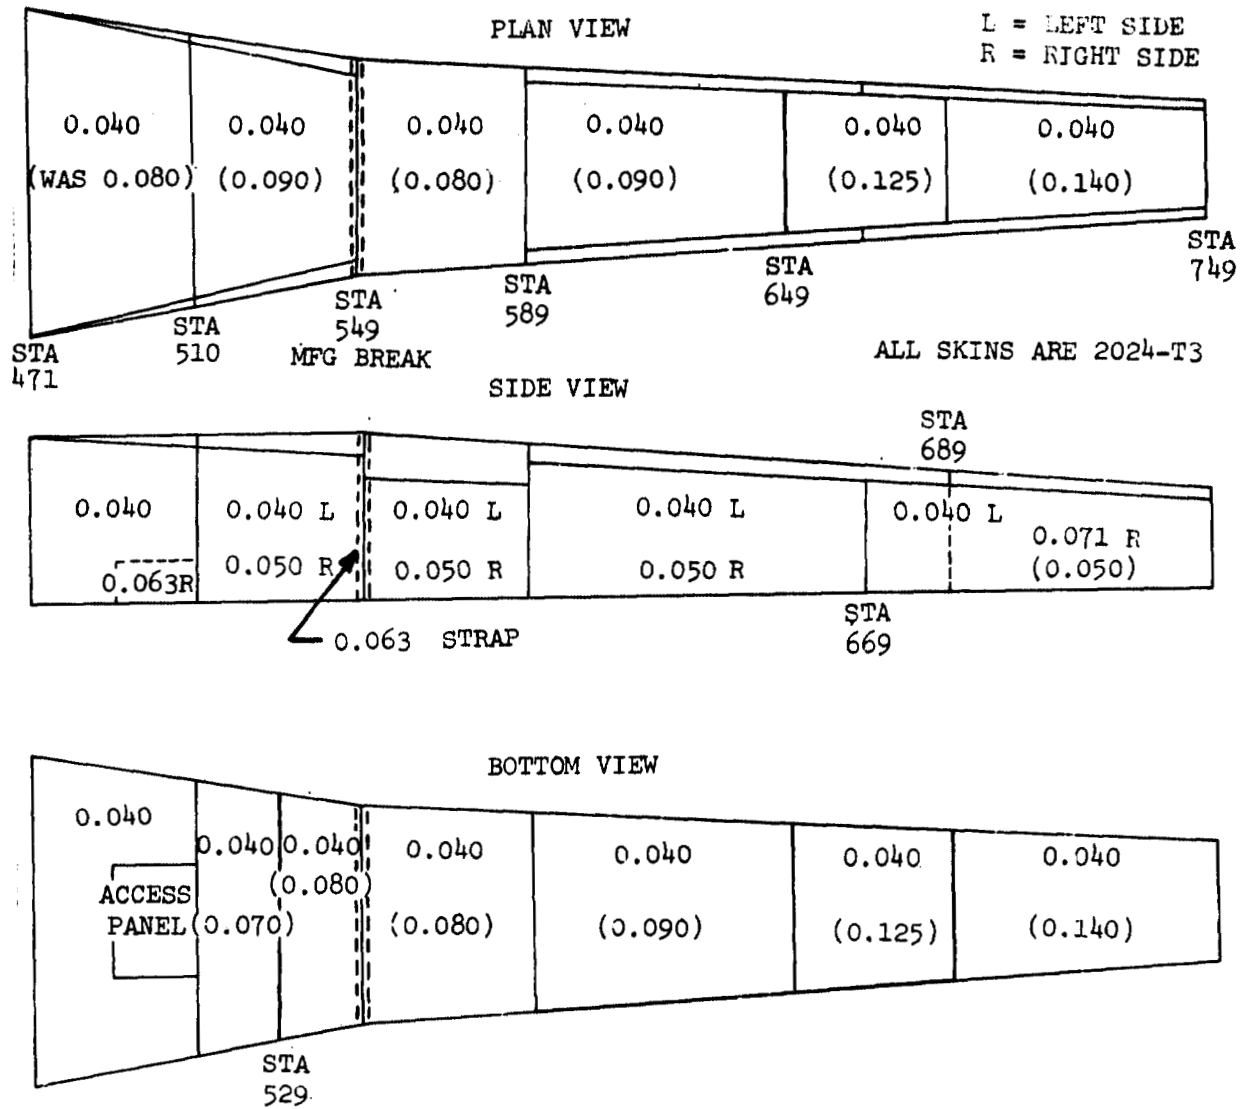 PLAN VIEW
L = LEFT SIDE
R = RIGHT SIDE
0.040
0.040
0.040
0.040
0.040
0.040
(WAS 0.080)
(0.090)
(0.080)
(0.090)
(0.125)
(0.140)
STA
749
STA
649
STA
589
STA
549
MFG BREAK
STA
510
STA
471
ALL SKINS ARE 2024-T3
SIDE VIEW
STA
689
0.040
0.040 L
0.040 L
0.040 L
0.040 L
0.063R
0.050 R
0.050 R
0.050 R
0.071 R
(0.050)
STA
669
0.063 STRAP
BOTTOM VIEW
0.040
0.040
0.040
0.040
0.040
0.040
0.040
(0.080)
ACCESS
PANEL
(0.070)
(0.080)
(0.090)
(0.125)
(0.140)
STA
529